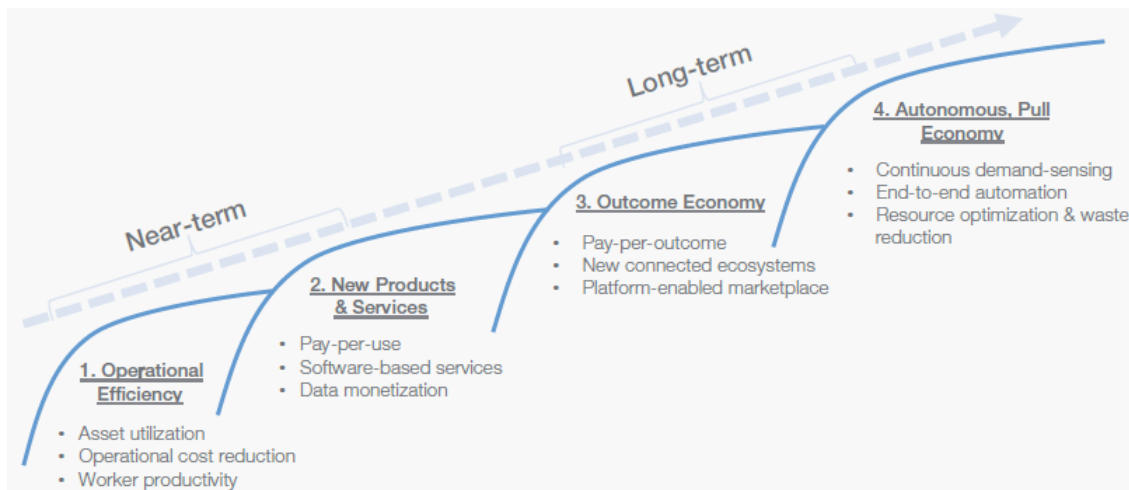 Near-term
Long-term
1. Operational
Efficiency
• Asset utilization
• Operational cost reduction
• Worker productivity
2. New Products
& Services
• Pay-per-use
• Software-based services
• Data monetization
3. Outcome Economy
• Pay-per-outcome
• New connected ecosystems
• Platform-enabled marketplace
4. Autonomous, Pull
Economy
• Continuous demand-sensing
• End-to-end automation
• Resource optimization & waste
reduction